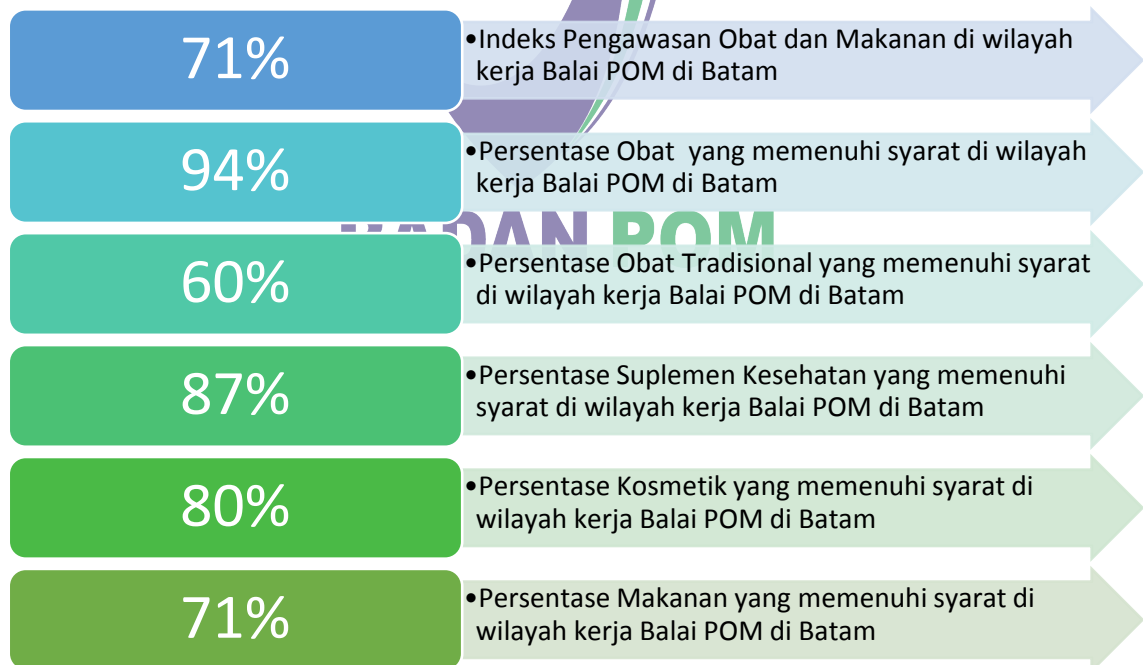 71%
•Indeks Pengawasan Obat dan Makanan di wilayah
kerja Balai POM di Batam
94%
•Persentase Obat yang memenuhi syarat di wilayah
kerja Balai POM di Batam
BADAN POM
60%
•Persentase Obat Tradisional yang memenuhi syarat
di wilayah kerja Balai POM di Batam
87%
•Persentase Suplemen Kesehatan yang memenuhi
syarat di wilayah kerja Balai POM di Batam
80%
•Persentase Kosmetik yang memenuhi syarat di
wilayah kerja Balai POM di Batam
71%
•Persentase Makanan yang memenuhi syarat di
wilayah kerja Balai POM di Batam